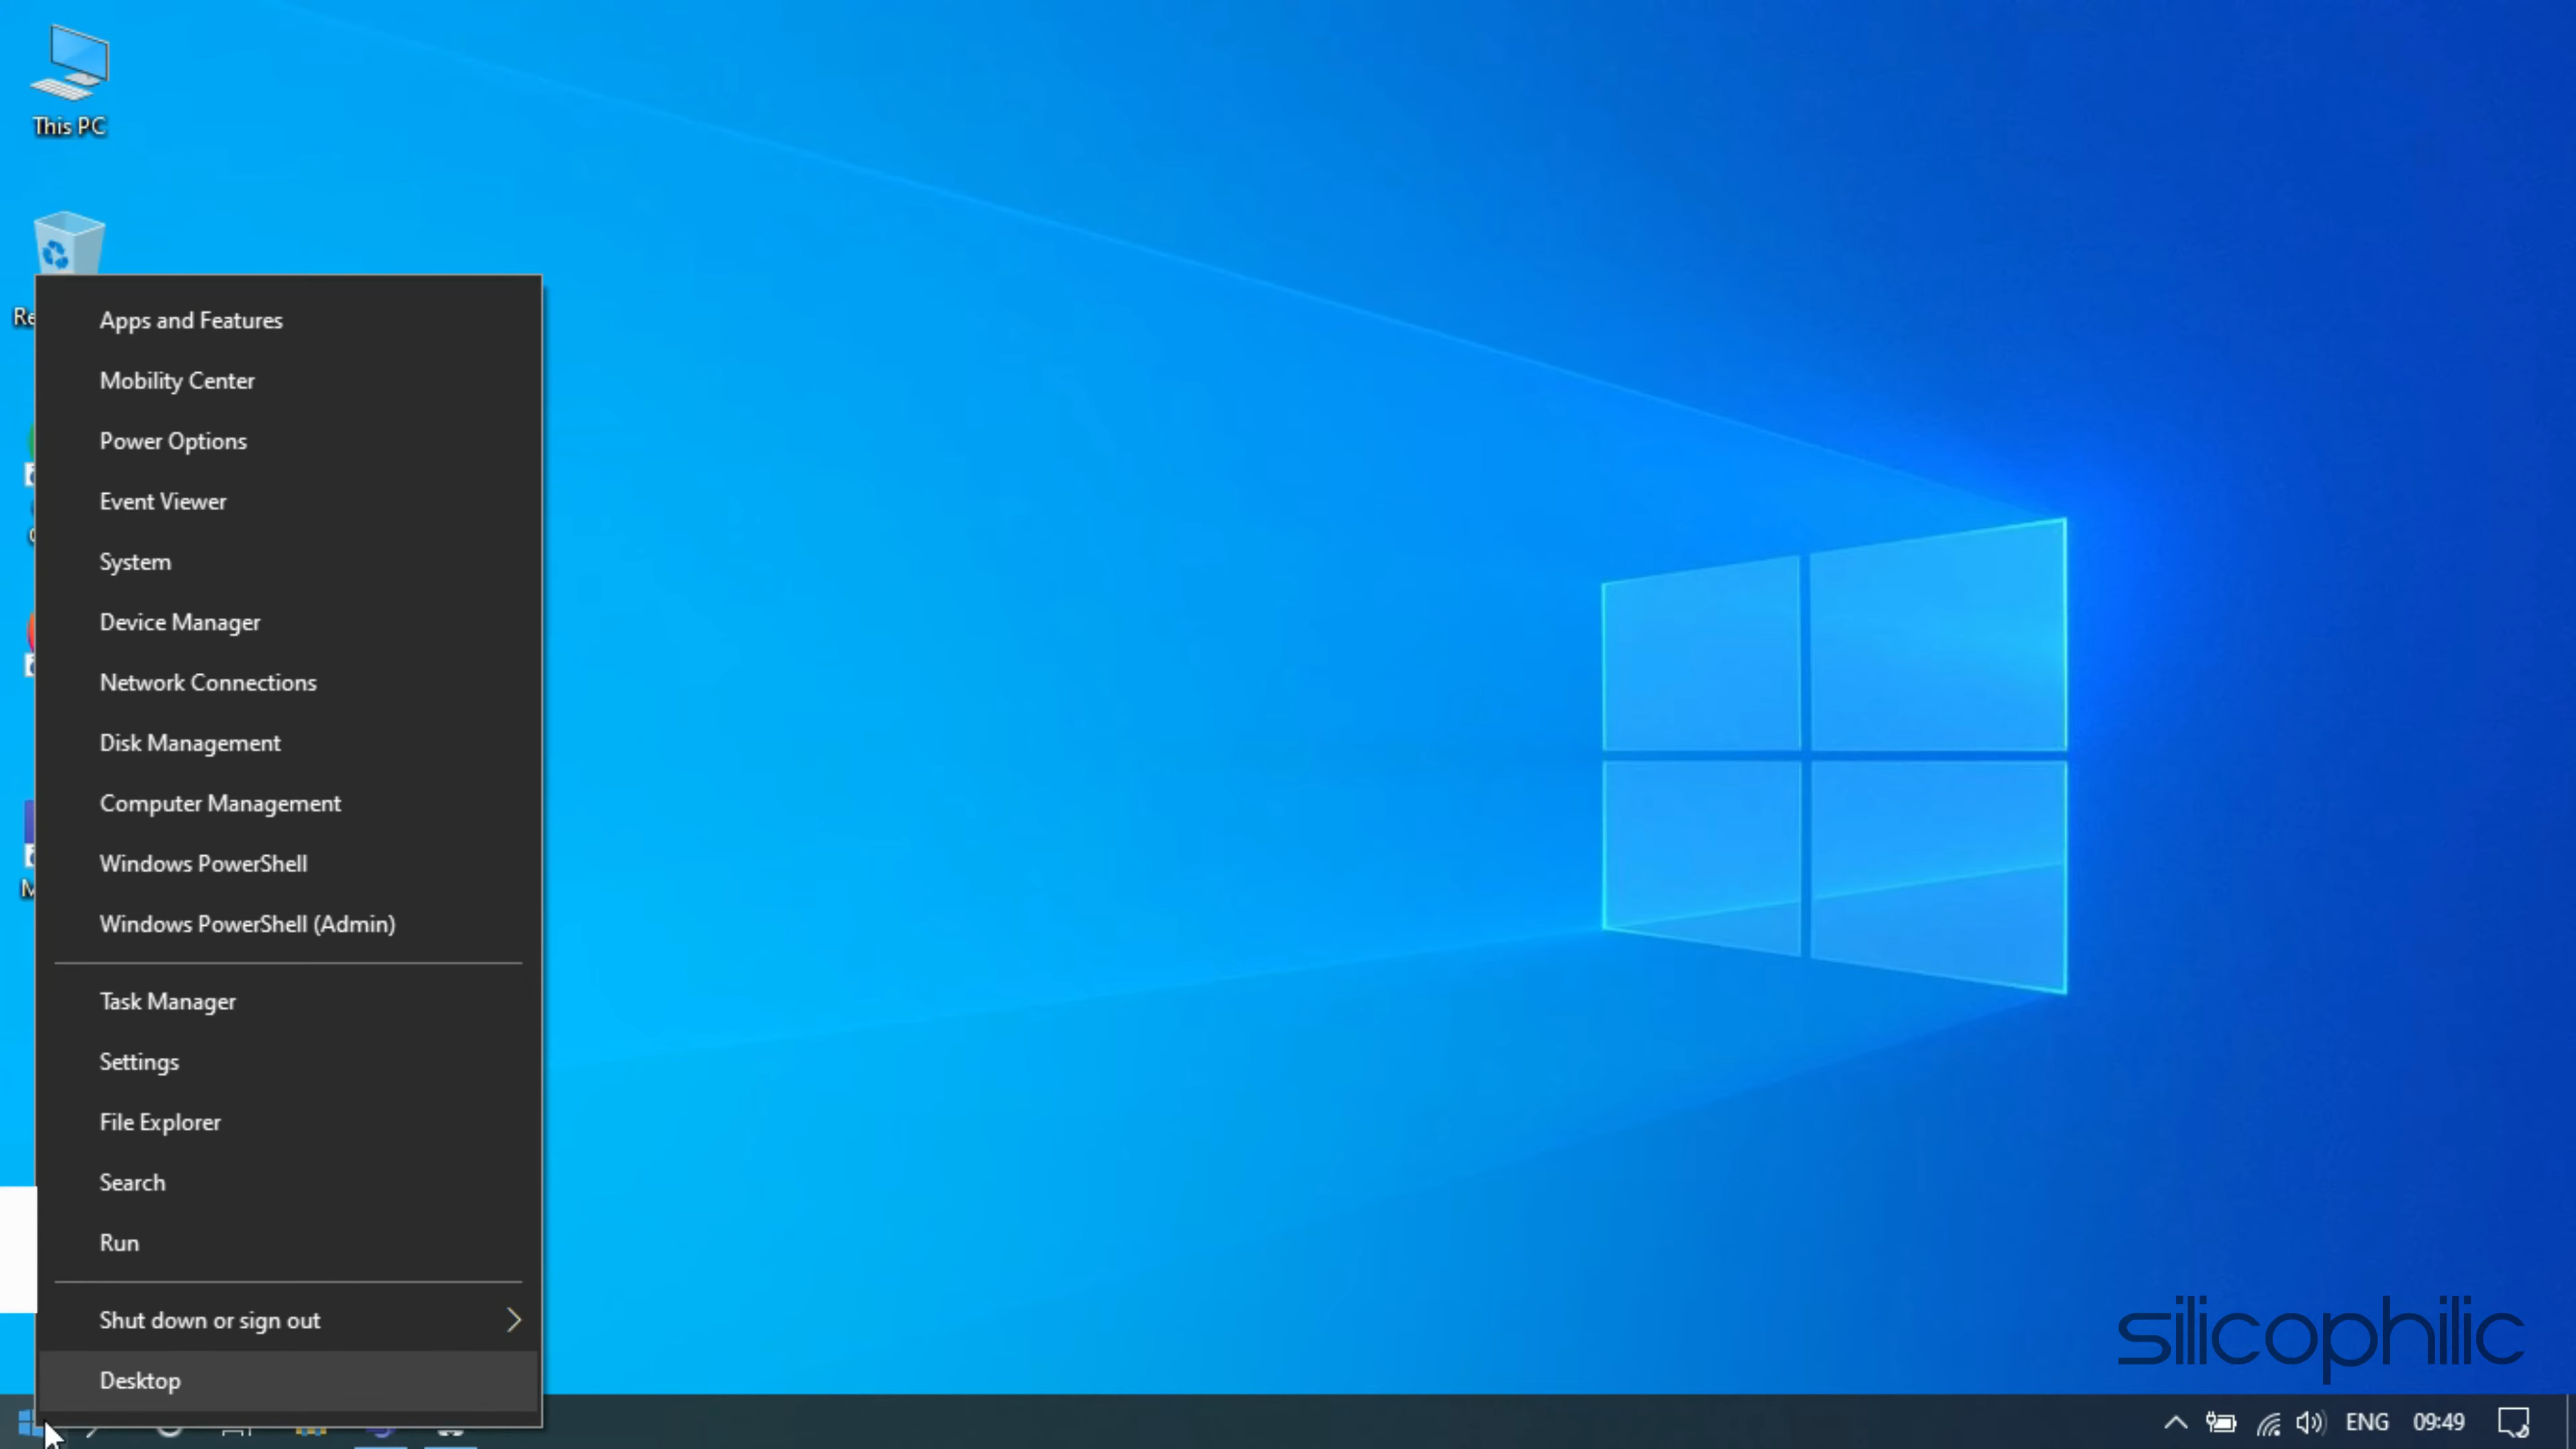 This PC
Apps and Features
Mobility Center
Power Options
Event Viewer
System
Device Manager
Network Connections
Disk Management
Computer Management
Windows PowerShell
Windows PowerShell (Admin)
Task Manager
Settings
File Explorer
Search
Run
Shut down or sign out
Desktop
silicophilic
ENG
09:49